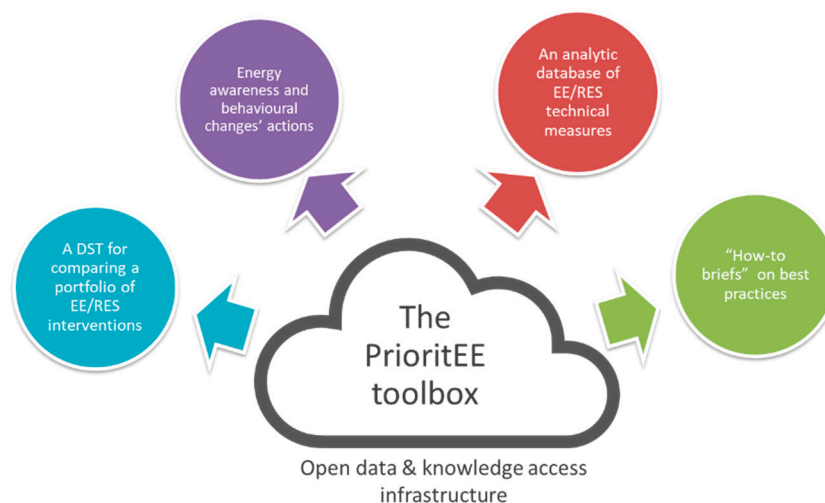 Energy
awareness and
behavioural
changes' actions
An analytic
database of
EE/RES
technical
measures
A DST for
comparing a
portfolio of
EE/RES
interventions
"How-to
briefs" on best
practices
The
PrioritEE
toolbox
Open data & knowledge access
infrastructure